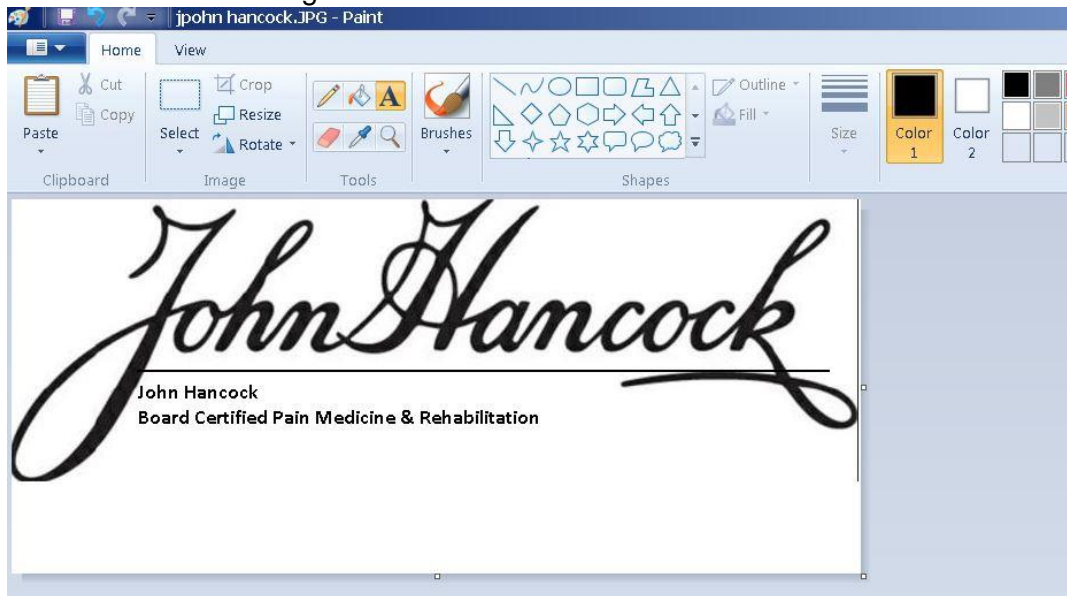 jpohn hancock.JPG - Paint
Home View
Cut
Copy
Paste
Clipboard
Select
Crop
Resize
Rotate
Image
A
Tools
Brushes
Outline
Fill
Shapes
Size
Color 1
Color 2
John Hancock
John Hancock
Board Certified Pain Medicine & Rehabilitation